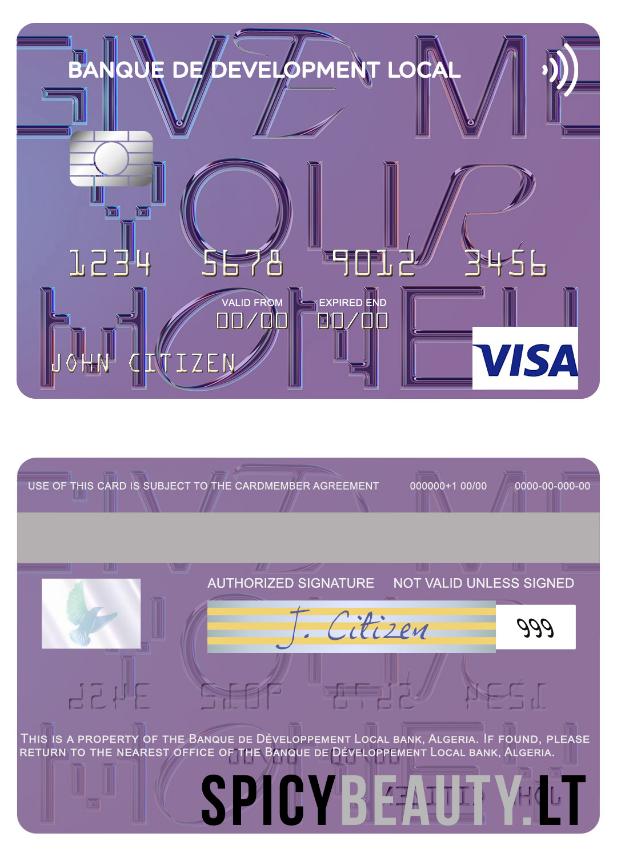 GIVE ME
BANQUE DE DEVELOPMENT LOCAL
YOUR
1234 5678 9012 3456
MONEY
VALID FROM EXPIRED END
00/00 00/00
JOHN CITIZEN
VISA
USE OF THIS CARD IS SUBJECT TO THE CARDMEMBER AGREEMENT 000000+1 00/00 0000-00-000-00
AUTHORIZED SIGNATURE NOT VALID UNLESS SIGNED
J. Citizen 999
THIS IS A PROPERTY OF THE BANQUE DE DÉVELOPPEMENT LOCAL BANK, ALGERIA. IF FOUND, PLEASE
RETURN TO THE NEAREST OFFICE OF THE BANQUE DE DÉVELOPPEMENT LOCAL BANK, ALGERIA.
SPICYBEAUTY.LT